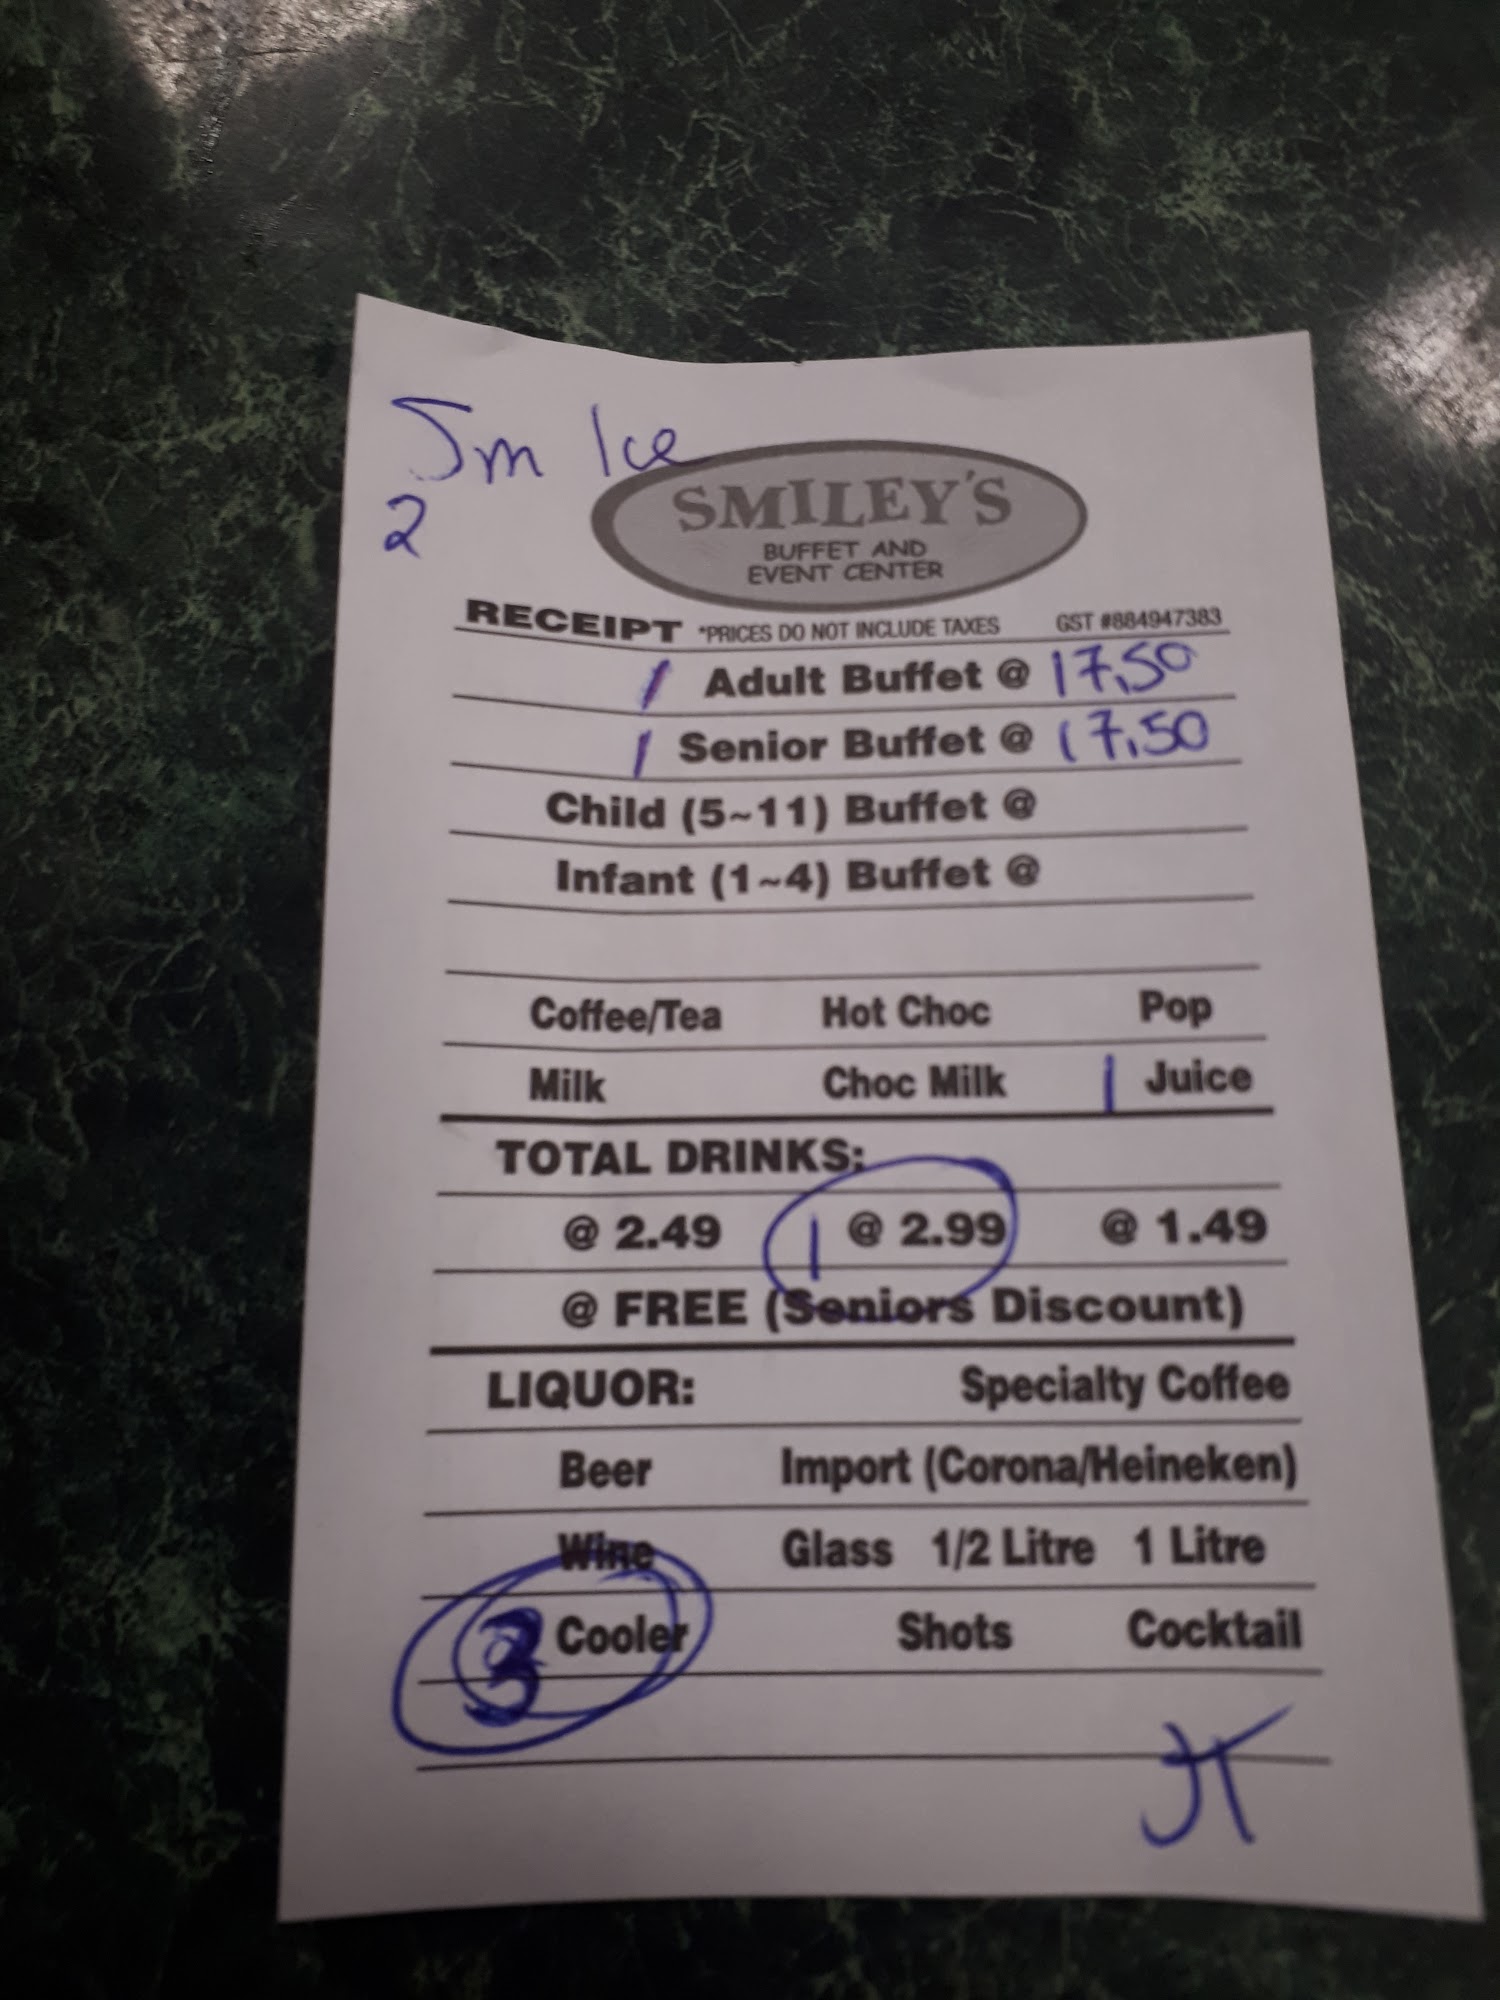 Sm Ice
2
SMILEY'S
BUFFET AND
EVENT CENTER
RECEIPT *PRICES DO NOT INCLUDE TAXES GST #884947383
1 Adult Buffet @ 17.50
1 Senior Buffet @ 17.50
Child (5~11) Buffet @
Infant (1~4) Buffet @
Coffee/Tea Hot Choc Pop
Milk Choc Milk 1 Juice
TOTAL DRINKS:
@ 2.49 1 @ 2.99 @ 1.49
@ FREE (Seniors Discount)
LIQUOR: Specialty Coffee
Beer Import (Corona/Heineken)
Wine Glass 1/2 Litre 1 Litre
3 Cooler Shots Cocktail
JT